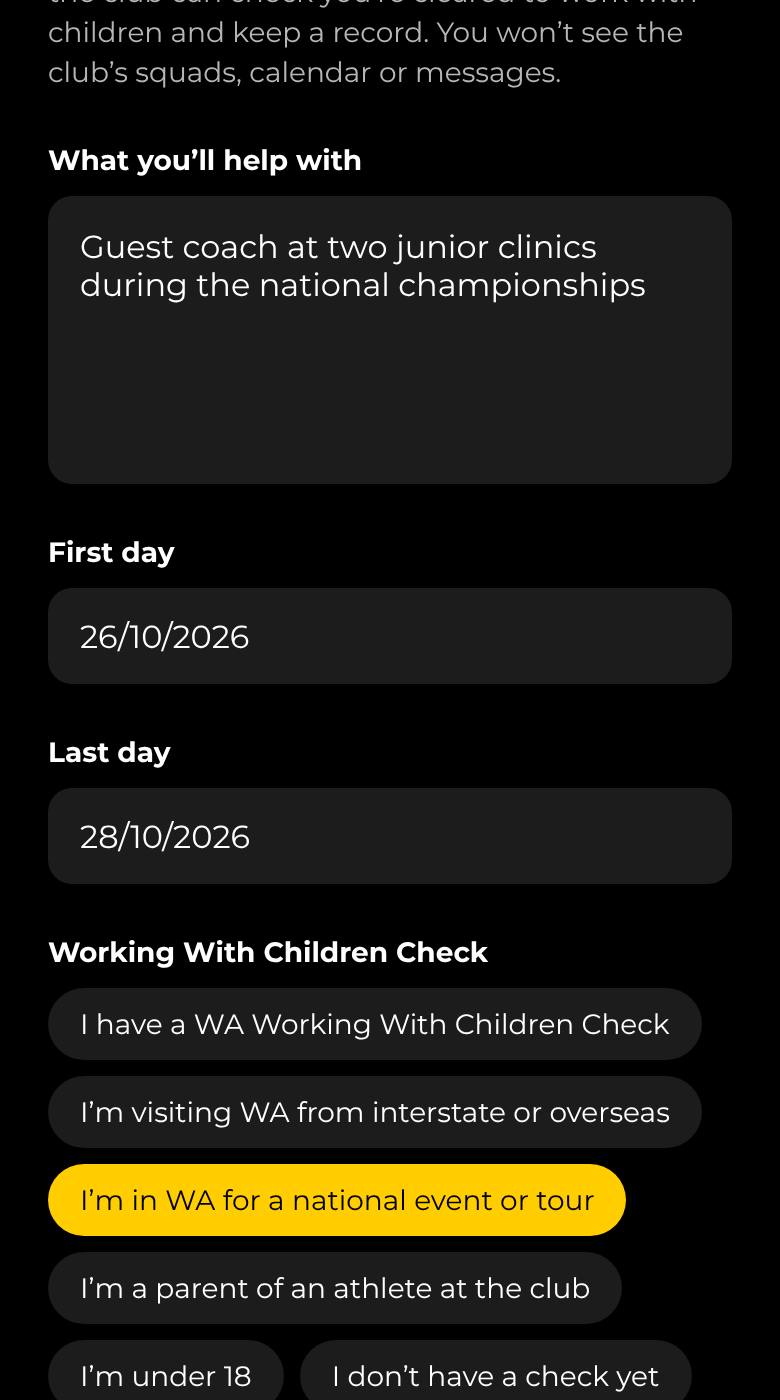 children and keep a record. You won’t see the
club’s squads, calendar or messages.
What you’ll help with
Guest coach at two junior clinics
during the national championships
First day
26/10/2026
Last day
28/10/2026
Working With Children Check
I have a WA Working With Children Check
I’m visiting WA from interstate or overseas
I’m in WA for a national event or tour
I’m a parent of an athlete at the club
I’m under 18
I don’t have a check yet